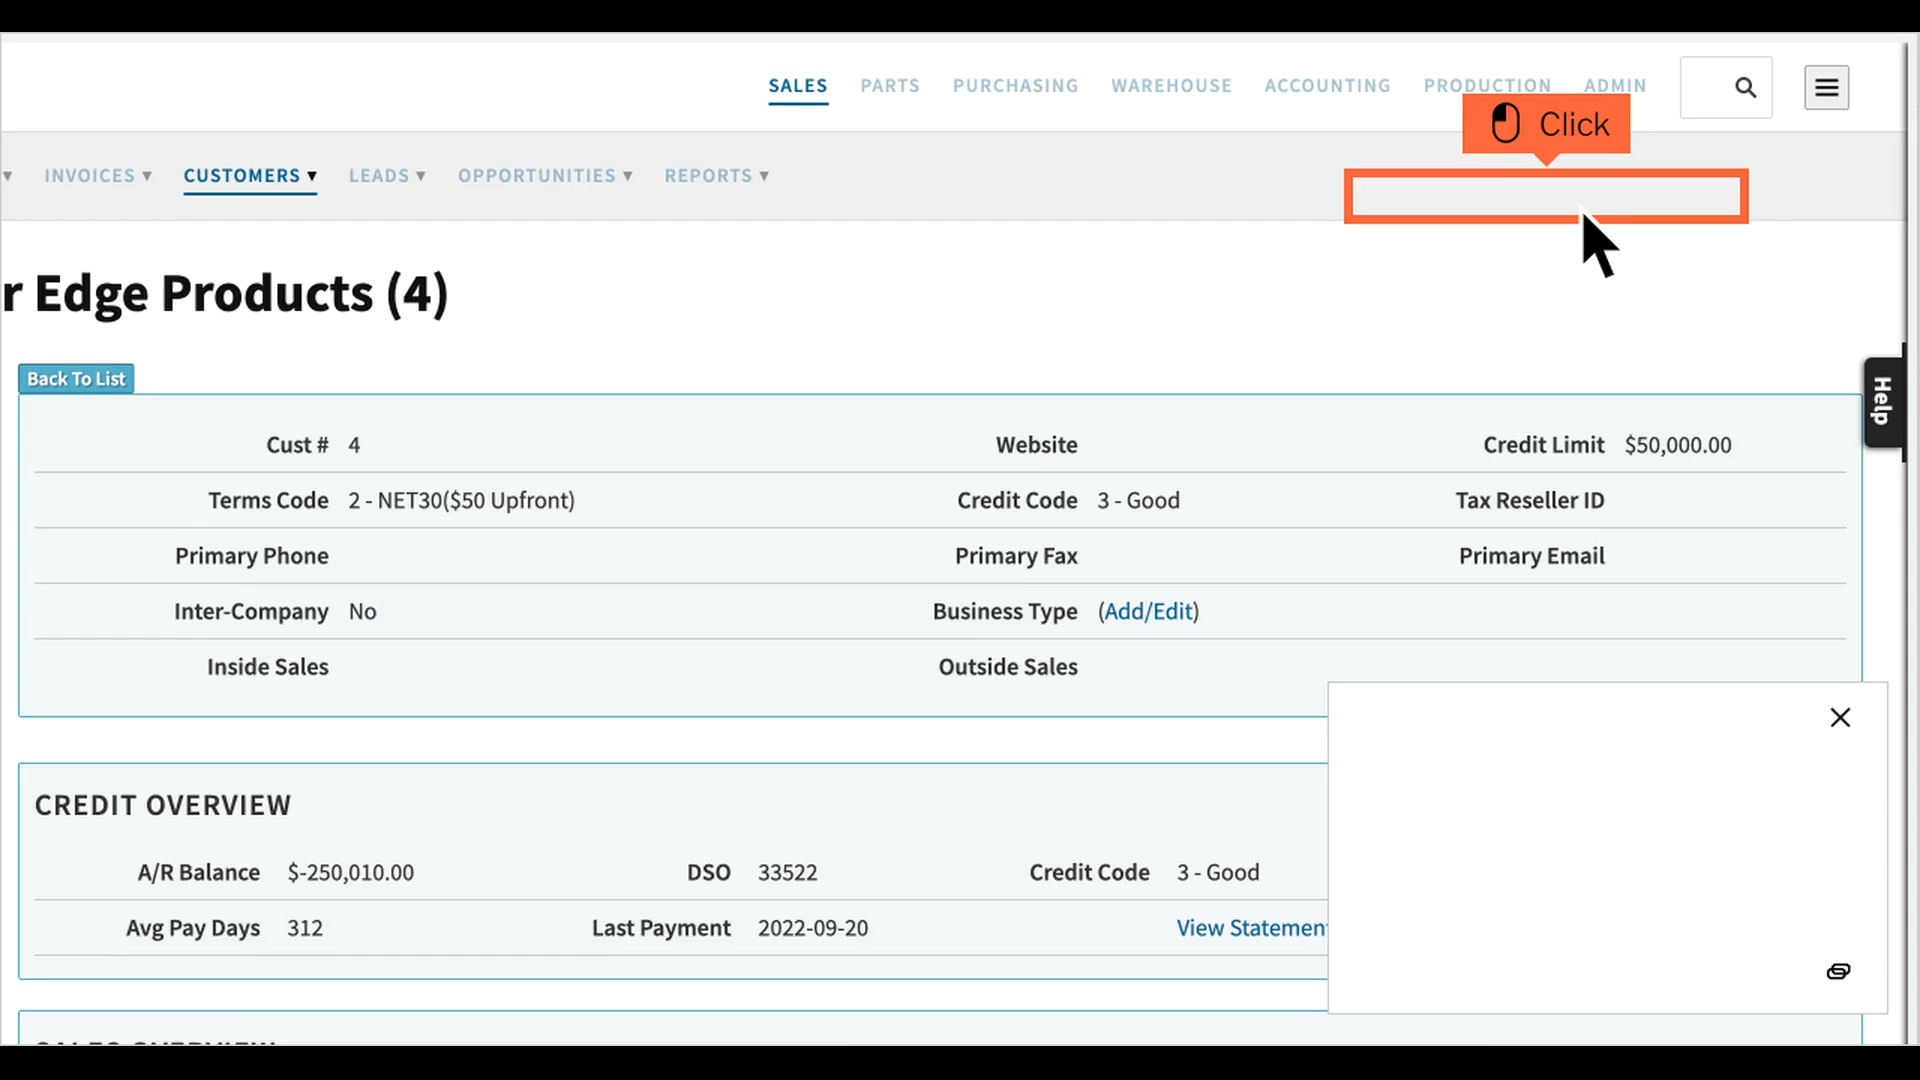 SALES PARTS PURCHASING WAREHOUSE ACCOUNTING PRODUCTION ADMIN
Click
INVOICES ▾ CUSTOMERS ▾ LEADS ▾ OPPORTUNITIES ▾ REPORTS ▾
r Edge Products (4)
Back To List
Help
Cust # 4 Website Credit Limit $50,000.00
Terms Code 2 - NET30($50 Upfront) Credit Code 3 - Good Tax Reseller ID
Primary Phone Primary Fax Primary Email
Inter-Company No Business Type (Add/Edit)
Inside Sales Outside Sales
CREDIT OVERVIEW
A/R Balance $-250,010.00 DSO 33522 Credit Code 3 - Good
Avg Pay Days 312 Last Payment 2022-09-20 View Statement
SALES OVERVIEW